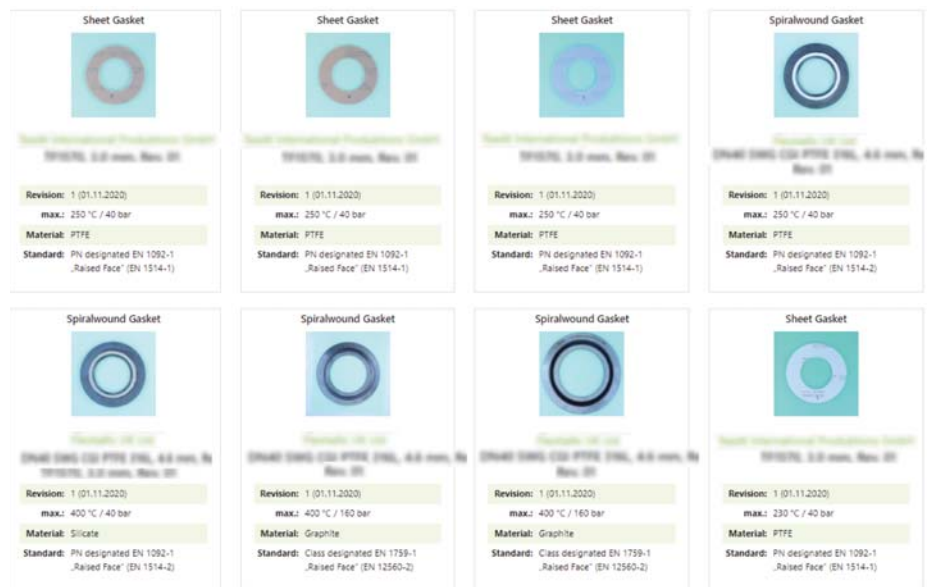 Sheet Gasket
Revision: 1 (01.11.2020)
max.: 250 °C / 40 bar
Material: PTFE
Standard: PN designated EN 1092-1
„Raised Face" (EN 1514-1)
Sheet Gasket
Revision: 1 (01.11.2020)
max.: 250 °C / 40 bar
Material: PTFE
Standard: PN designated EN 1092-1
„Raised Face" (EN 1514-1)
Sheet Gasket
Revision: 1 (01.11.2020)
max.: 250 °C / 40 bar
Material: PTFE
Standard: PN designated EN 1092-1
„Raised Face" (EN 1514-1)
Spiralwound Gasket
Revision: 1 (01.11.2020)
max.: 250 °C / 40 bar
Material: PTFE
Standard: PN designated EN 1092-1
„Raised Face" (EN 1514-2)
Spiralwound Gasket
Revision: 1 (01.11.2020)
max.: 400 °C / 40 bar
Material: Silicate
Standard: PN designated EN 1092-1
„Raised Face" (EN 1514-2)
Spiralwound Gasket
Revision: 1 (01.11.2020)
max.: 400 °C / 160 bar
Material: Graphite
Standard: Class designated EN 1759-1
„Raised Face" (EN 12560-2)
Spiralwound Gasket
Revision: 1 (01.11.2020)
max.: 400 °C / 160 bar
Material: Graphite
Standard: Class designated EN 1759-1
„Raised Face" (EN 12560-2)
Sheet Gasket
Revision: 1 (01.11.2020)
max.: 230 °C / 40 bar
Material: PTFE
Standard: PN designated EN 1092-1
„Raised Face" (EN 1514-1)